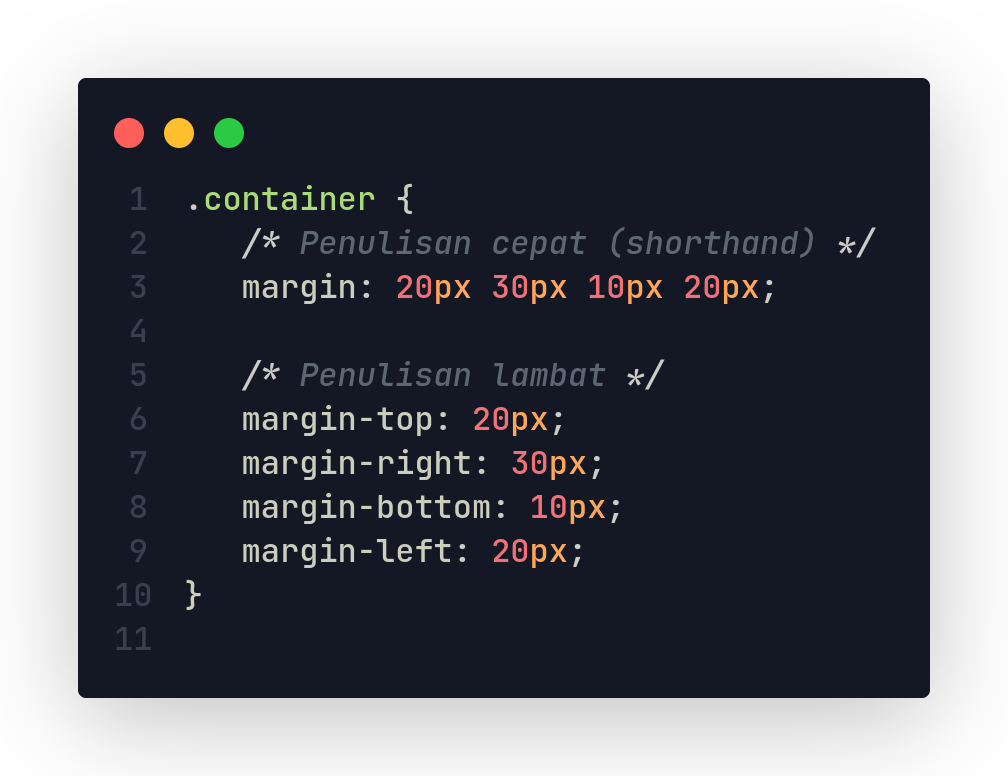 1 .container {
2 /* Penulisan cepat (shorthand) */
3 margin: 20px 30px 10px 20px;
4
5 /* Penulisan lambat */
6 margin-top: 20px;
7 margin-right: 30px;
8 margin-bottom: 10px;
9 margin-left: 20px;
10 }
11